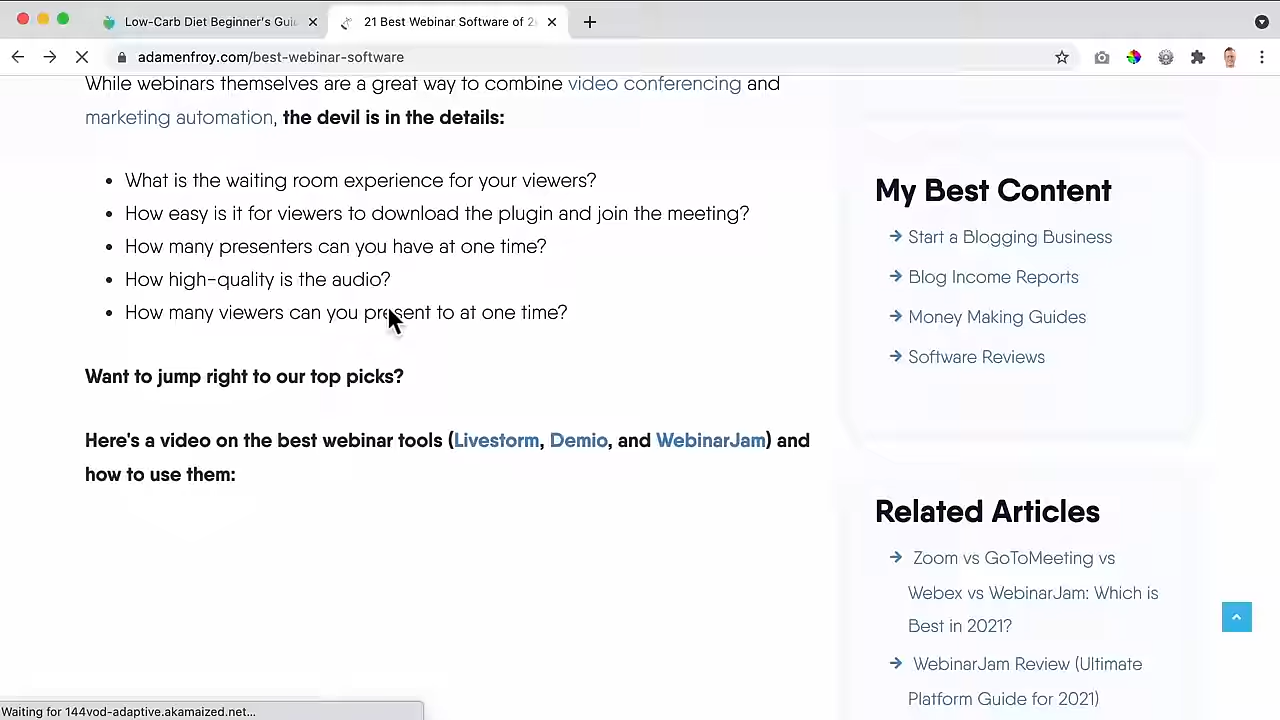 Low-Carb Diet Beginner's Gui
21 Best Webinar Software of 2
adamenfroy.com/best-webinar-software
While webinars themselves are a great way to combine video conferencing and
marketing automation, the devil is in the details:
• What is the waiting room experience for your viewers?
• How easy is it for viewers to download the plugin and join the meeting?
• How many presenters can you have at one time?
• How high-quality is the audio?
• How many viewers can you present to at one time?
Want to jump right to our top picks?
Here's a video on the best webinar tools (Livestorm, Demio, and WebinarJam) and
how to use them:
My Best Content
Start a Blogging Business
Blog Income Reports
Money Making Guides
Software Reviews
Related Articles
Zoom vs GoToMeeting vs
Webex vs WebinarJam: Which is
Best in 2021?
WebinarJam Review (Ultimate
Platform Guide for 2021)
Waiting for 144vod-adaptive.akamaized.net...